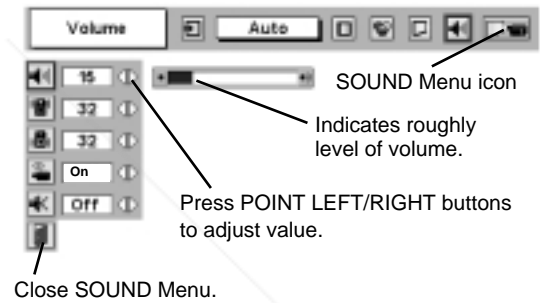 Volume
Auto
SOUND Menu icon
15
Indicates roughly
level of volume.
32
32
On
Off
Press POINT LEFT/RIGHT buttons
to adjust value.
Close SOUND Menu.